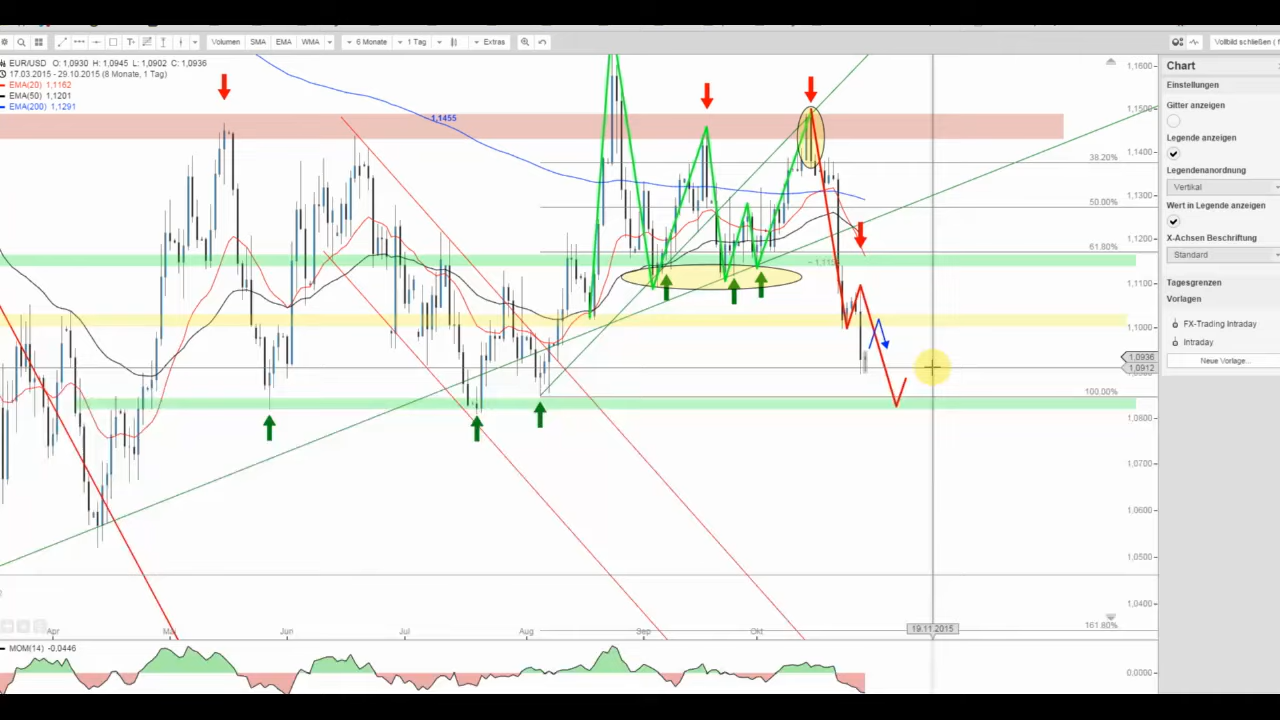 Volumen SMA EMA WMA 6 Monate 1 Tag Extras Vollbild schließen (
EUR/USD O: 1,0930 H: 1,0945 L: 1,0902 C: 1,0936
17.03.2015 - 29.10.2015 (8 Monate, 1 Tag)
EMA(20) 1,1162
EMA(50) 1,1201
EMA(200) 1,1291
1,1455
38.20%
50.00%
61.80%
100.00%
161.80%
1,1600
1,1400
1,1300
1,1200
1,1100
1,1000
1,0936
1,0912
1,0800
1,0700
1,0600
1,0500
1,0400
Apr Mai Jun Jul Aug Sep Okt 19.11.2015
MOM(14) -0.0446
0,0000
Chart
Einstellungen
Gitter anzeigen
Legende anzeigen
Legendenanordnung
Vertikal
Wert in Legende anzeigen
X-Achsen Beschriftung
Standard
Tagesgrenzen
Vorlagen
FX-Trading Intraday
Intraday
Neue Vorlage...